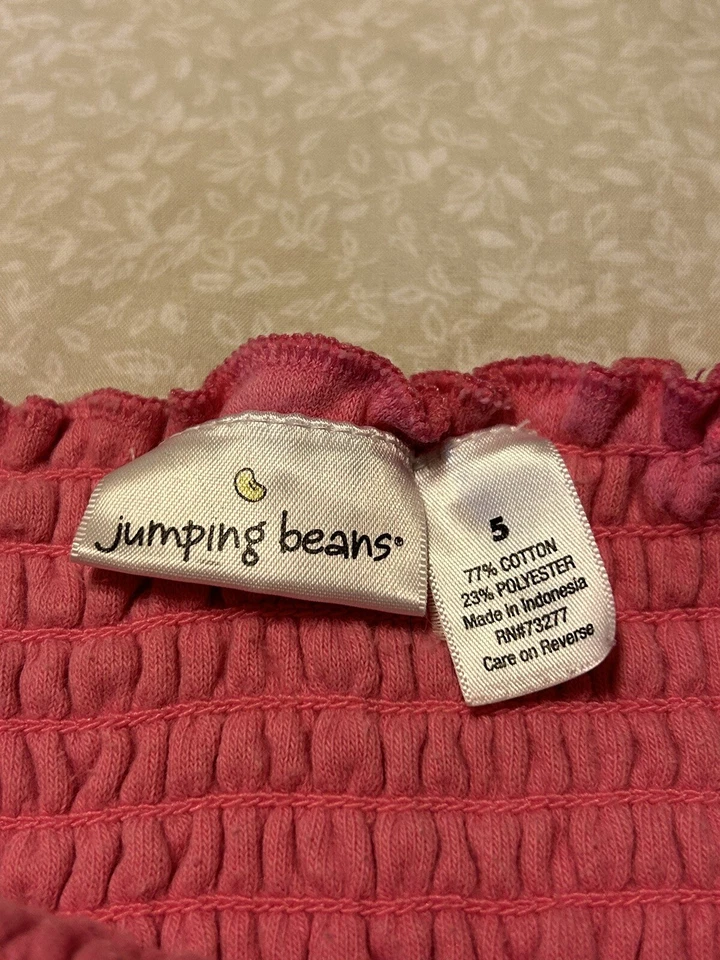 jumping beans®
5
77% COTTON
23% POLYESTER
Made in Indonesia
RN#73277
Care on Reverse